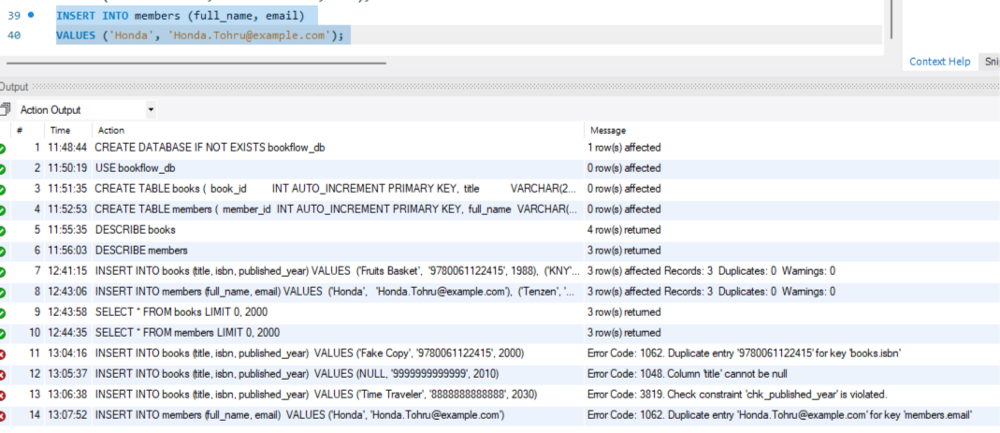 39 INSERT INTO members (full_name, email)
40 VALUES ('Honda', 'Honda.Tohru@example.com');
Context Help
Output
Action Output
# Time Action Message
1 11:48:44 CREATE DATABASE IF NOT EXISTS bookflow_db 1 row(s) affected
2 11:50:19 USE bookflow_db 0 row(s) affected
3 11:51:35 CREATE TABLE books ( book_id INT AUTO_INCREMENT PRIMARY KEY, title VARCHAR(2... 0 row(s) affected
4 11:52:53 CREATE TABLE members ( member_id INT AUTO_INCREMENT PRIMARY KEY, full_name VARCHAR(... 0 row(s) affected
5 11:55:35 DESCRIBE books 4 row(s) returned
6 11:56:03 DESCRIBE members 3 row(s) returned
7 12:41:15 INSERT INTO books (title, isbn, published_year) VALUES ('Fruits Basket', '9780061122415', 1988), ('KNY'... 3 row(s) affected Records: 3 Duplicates: 0 Warnings: 0
8 12:43:06 INSERT INTO members (full_name, email) VALUES ('Honda', 'Honda.Tohru@example.com'), ('Tenzen', '... 3 row(s) affected Records: 3 Duplicates: 0 Warnings: 0
9 12:43:58 SELECT * FROM books LIMIT 0, 2000 3 row(s) returned
10 12:44:35 SELECT * FROM members LIMIT 0, 2000 3 row(s) returned
11 13:04:16 INSERT INTO books (title, isbn, published_year) VALUES ('Fake Copy', '9780061122415', 2000) Error Code: 1062. Duplicate entry '9780061122415' for key 'books.isbn'
12 13:05:37 INSERT INTO books (title, isbn, published_year) VALUES (NULL, '9999999999999', 2010) Error Code: 1048. Column 'title' cannot be null
13 13:06:38 INSERT INTO books (title, isbn, published_year) VALUES ('Time Traveler', '8888888888888', 2030) Error Code: 3819. Check constraint 'chk_published_year' is violated.
14 13:07:52 INSERT INTO members (full_name, email) VALUES ('Honda', 'Honda.Tohru@example.com') Error Code: 1062. Duplicate entry 'Honda.Tohru@example.com' for key 'members.email'